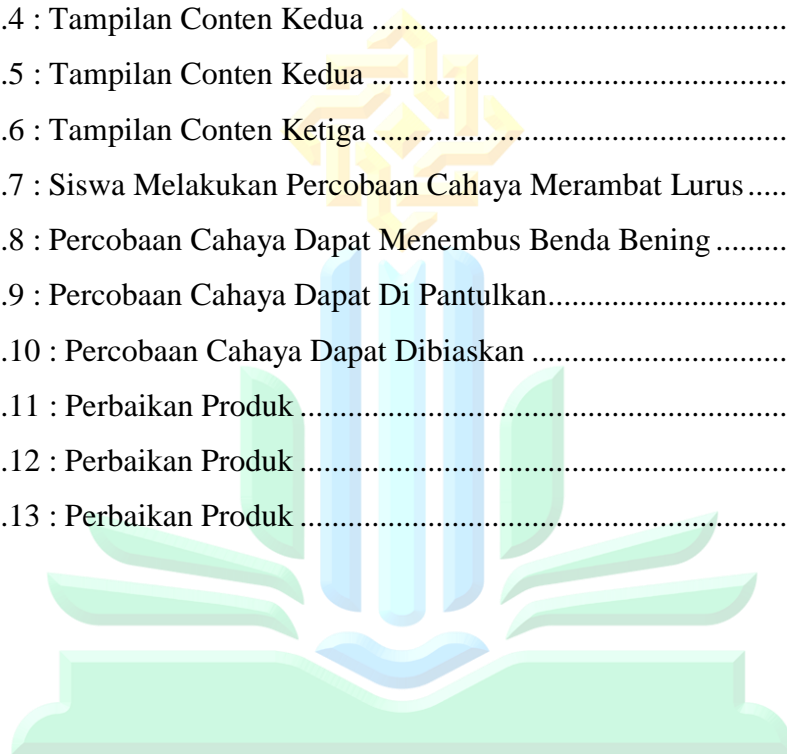 .4 : Tampilan Conten Kedua ......................................................
.5 : Tampilan Conten Kedua ......................................................
.6 : Tampilan Conten Ketiga ......................................................
.7 : Siswa Melakukan Percobaan Cahaya Merambat Lurus .....
.8 : Percobaan Cahaya Dapat Menembus Benda Bening .........
.9 : Percobaan Cahaya Dapat Di Pantulkan...............................
.10 : Percobaan Cahaya Dapat Dibiaskan .................................
.11 : Perbaikan Produk ..............................................................
.12 : Perbaikan Produk ..............................................................
.13 : Perbaikan Produk ..............................................................